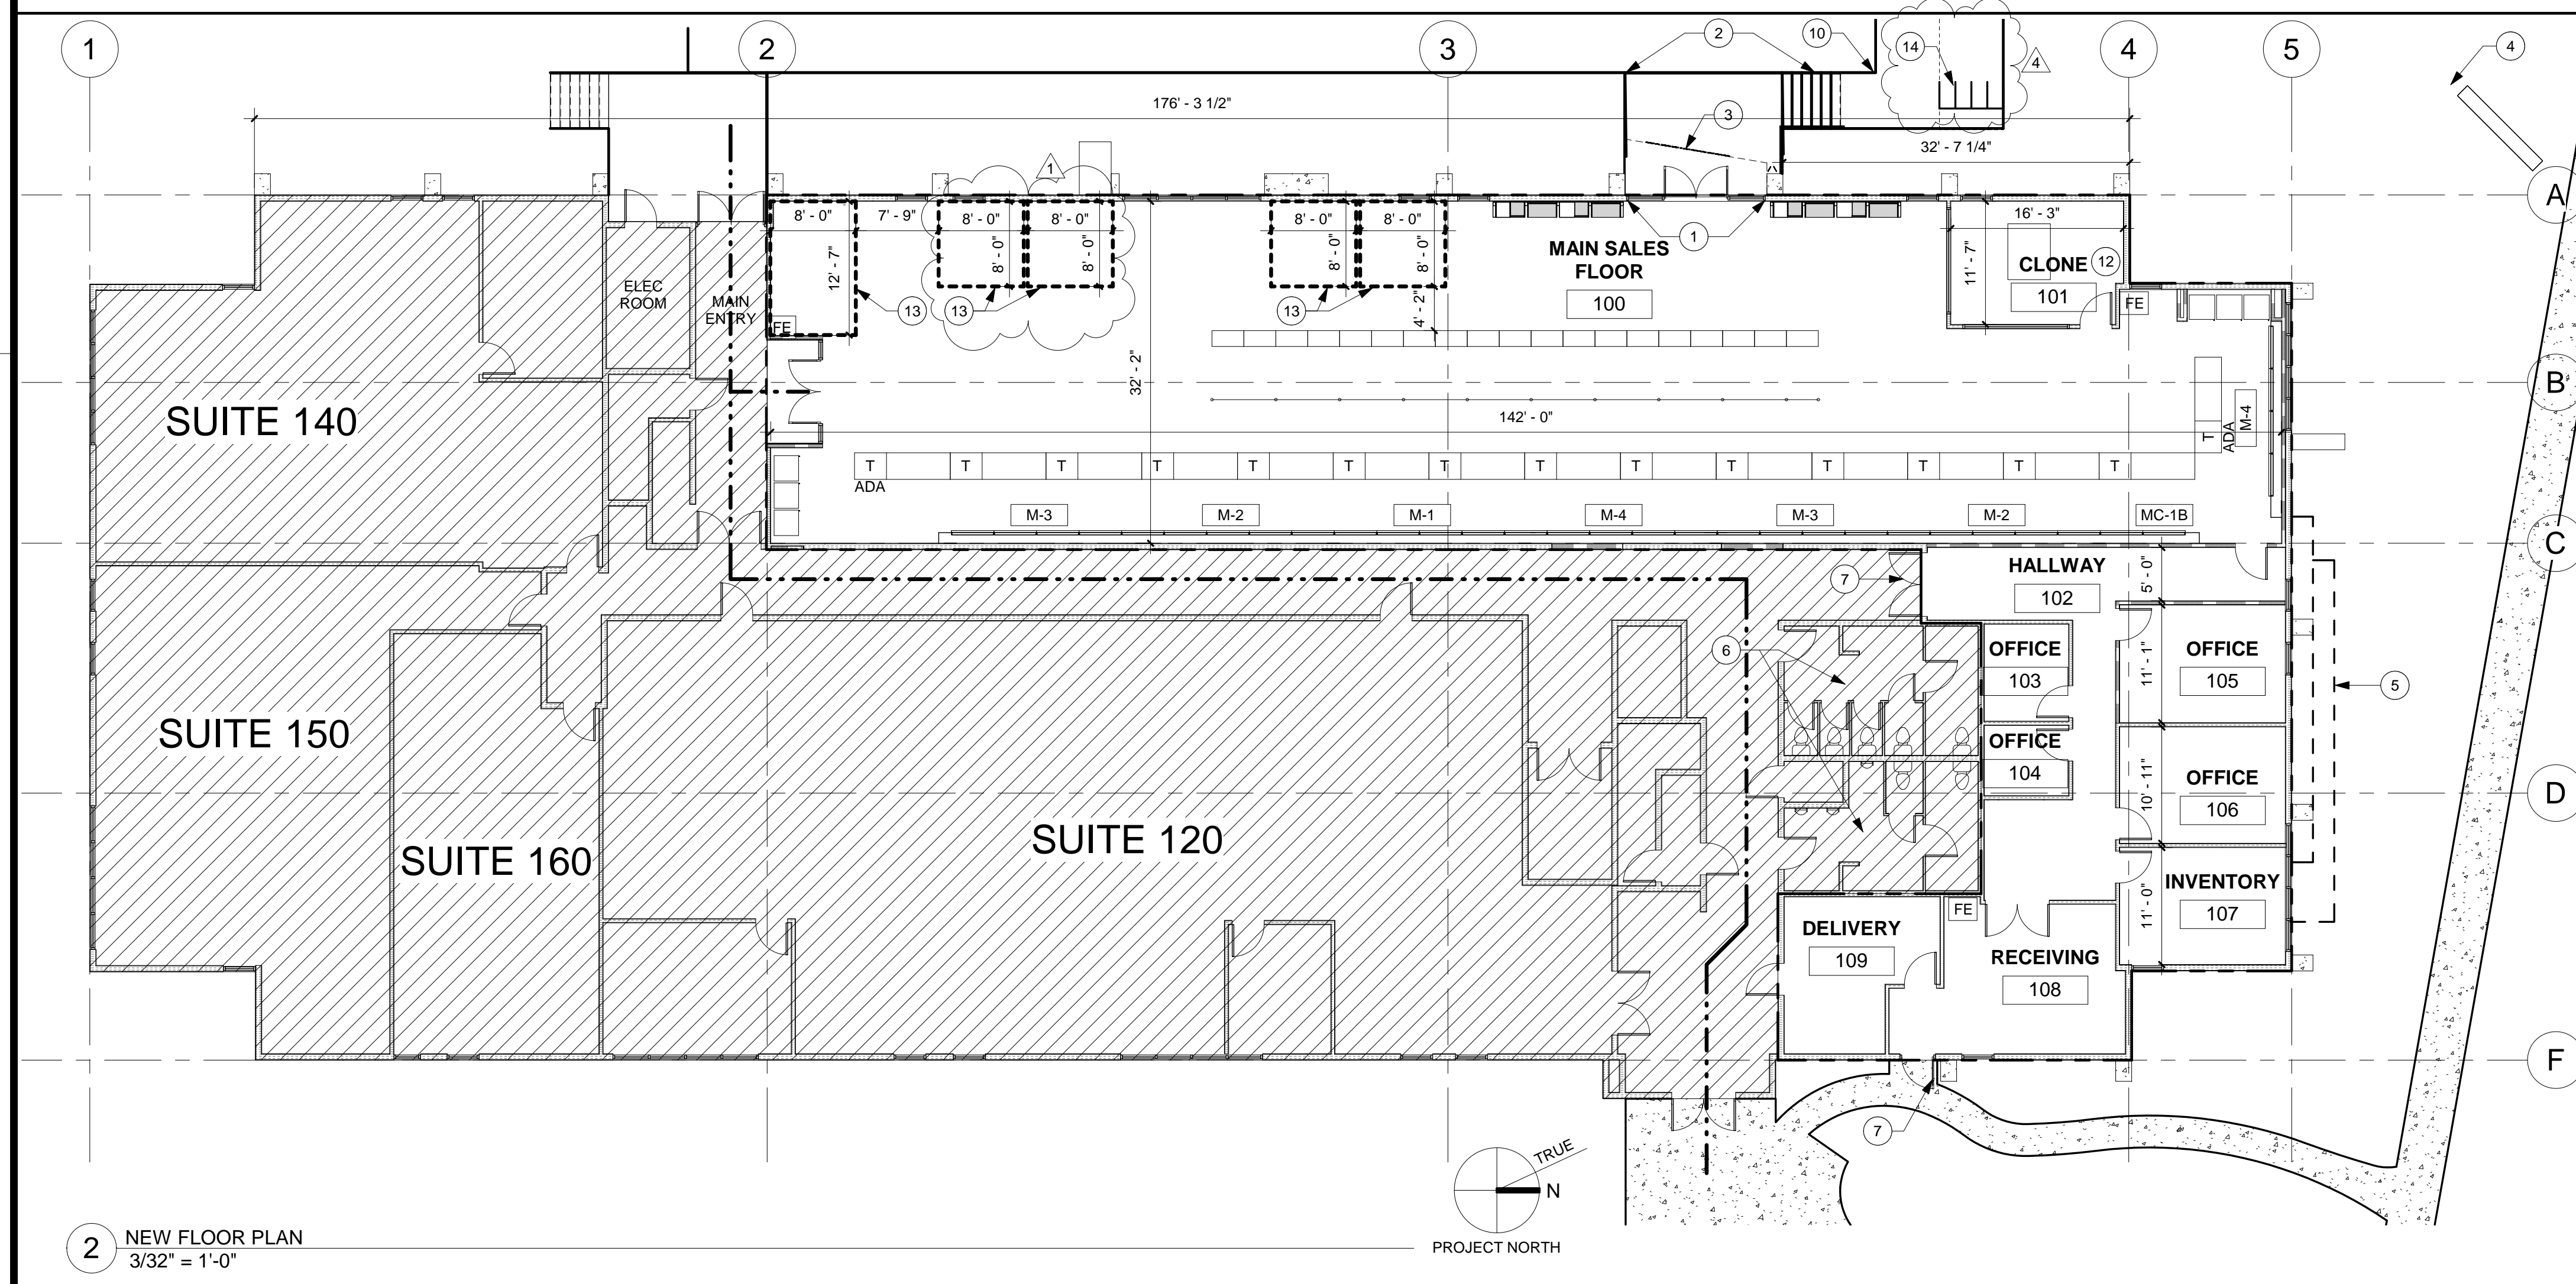 1
2
3
4
5
2
10
14
4
4
176' - 3 1/2"
3
32' - 7 1/4"
1
A
8' - 0"
7' - 9"
8' - 0"
8' - 0"
8' - 0"
8' - 0"
16' - 3"
12' - 7"
8' - 0"
8' - 0"
8' - 0"
8' - 0"
1
MAIN SALES
FLOOR
100
11' - 7"
CLONE
12
101
ELEC
ROOM
MAIN
ENTRY
FE
13
13
13
4' - 2"
FE
32' - 2"
B
SUITE 140
142' - 0"
T
ADA
M-4
T
T
T
T
T
T
T
T
T
T
T
T
T
T
ADA
M-3
M-2
M-1
M-4
M-3
M-2
MC-1B
C
HALLWAY
102
5' - 0"
7
6
OFFICE
103
11' - 1"
OFFICE
105
5
SUITE 150
OFFICE
104
10' - 11"
OFFICE
106
D
SUITE 160
SUITE 120
INVENTORY
107
11' - 0"
FE
DELIVERY
109
RECEIVING
108
F
7
TRUE
N
PROJECT NORTH
2
NEW FLOOR PLAN
3/32" = 1'-0"